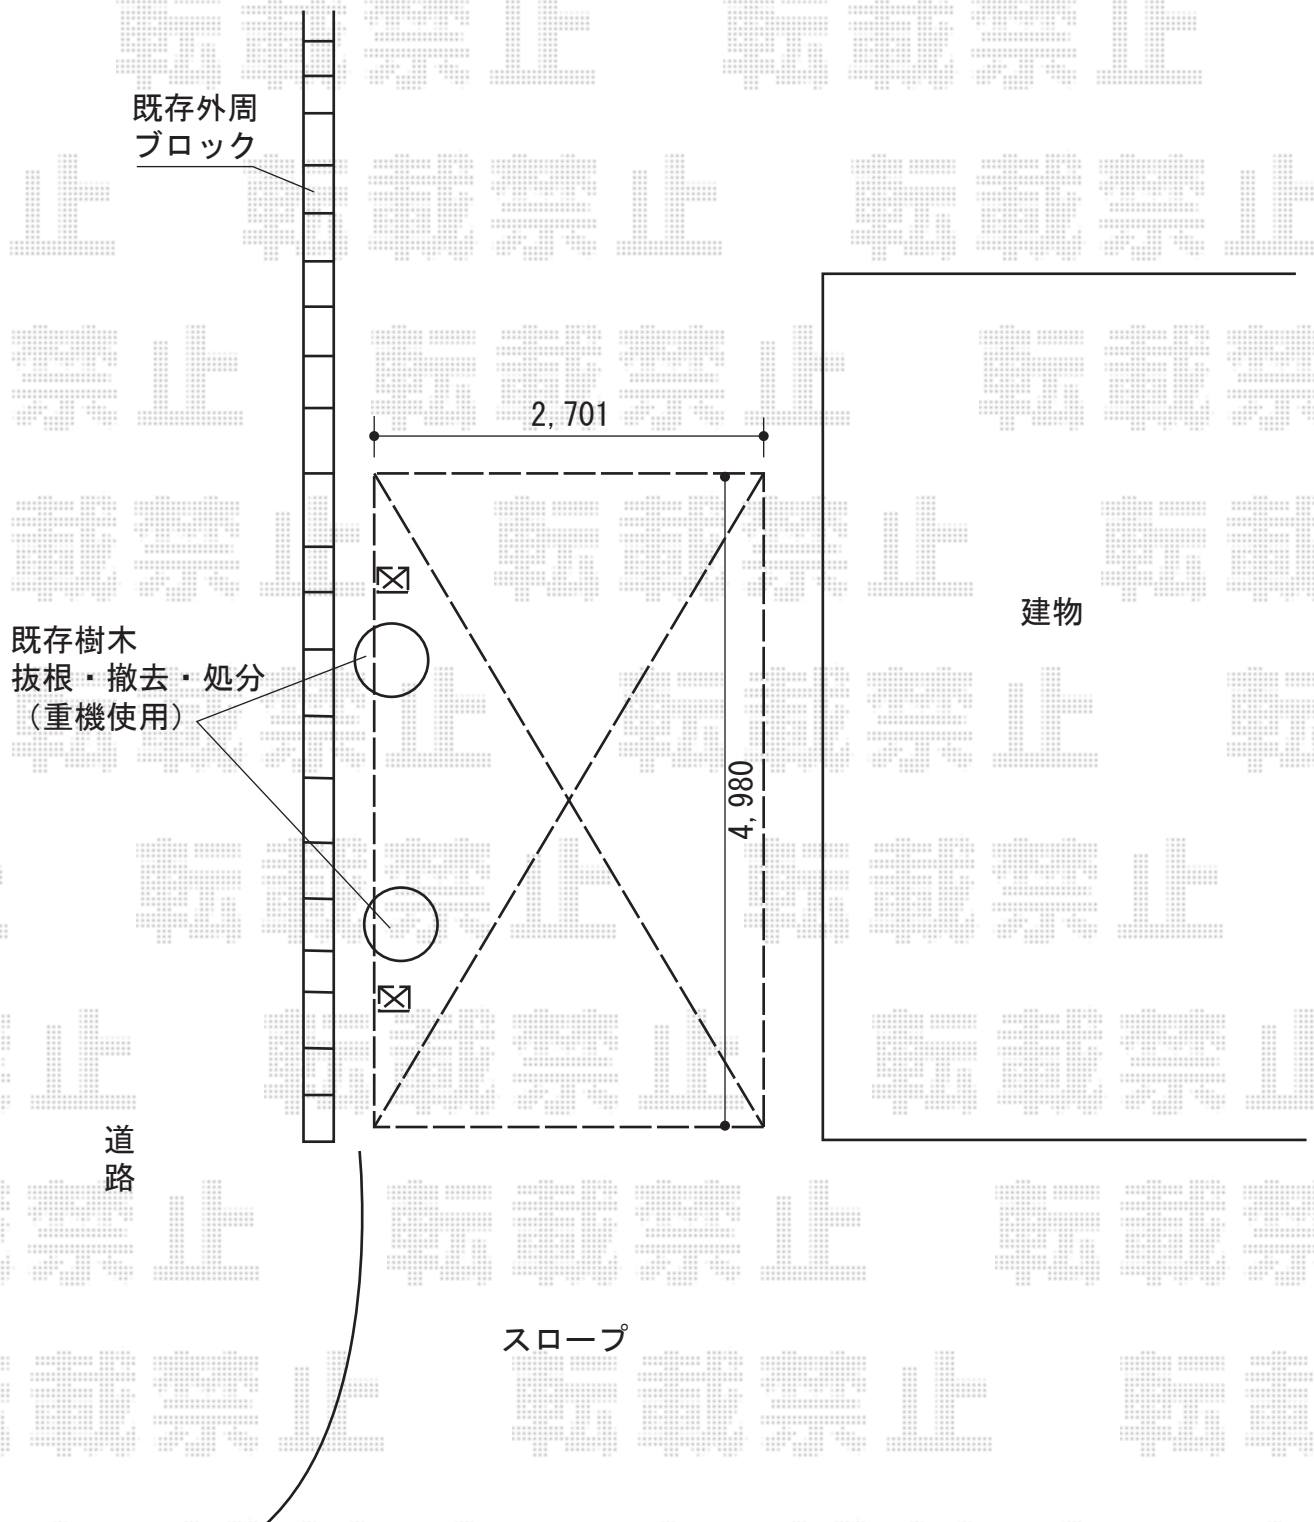 既存外周
ブロック
2,701
建物
既存樹木
抜根・撤去・処分
（重機使用）
4,980
道
路
スロープ
転載禁止